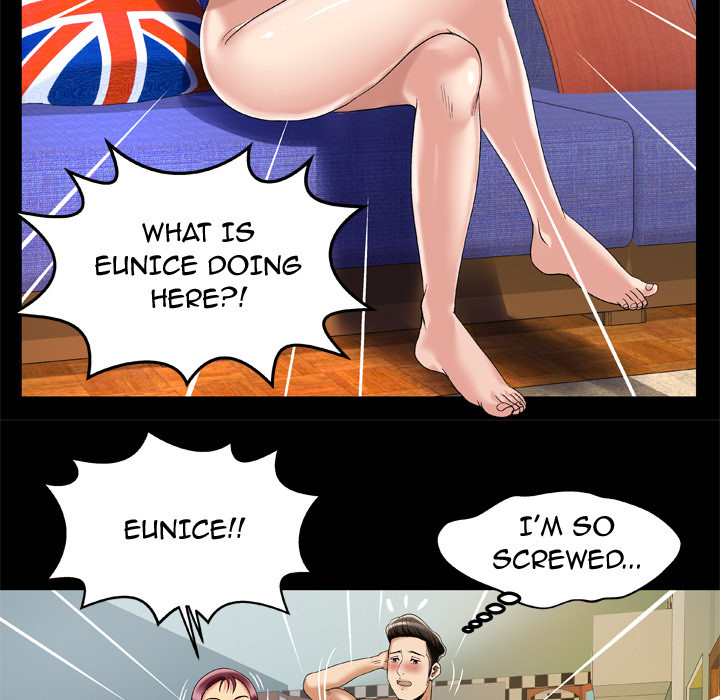 WHAT IS
EUNICE DOING
HERE?!
EUNICE!!
I'M SO
SCREWED...